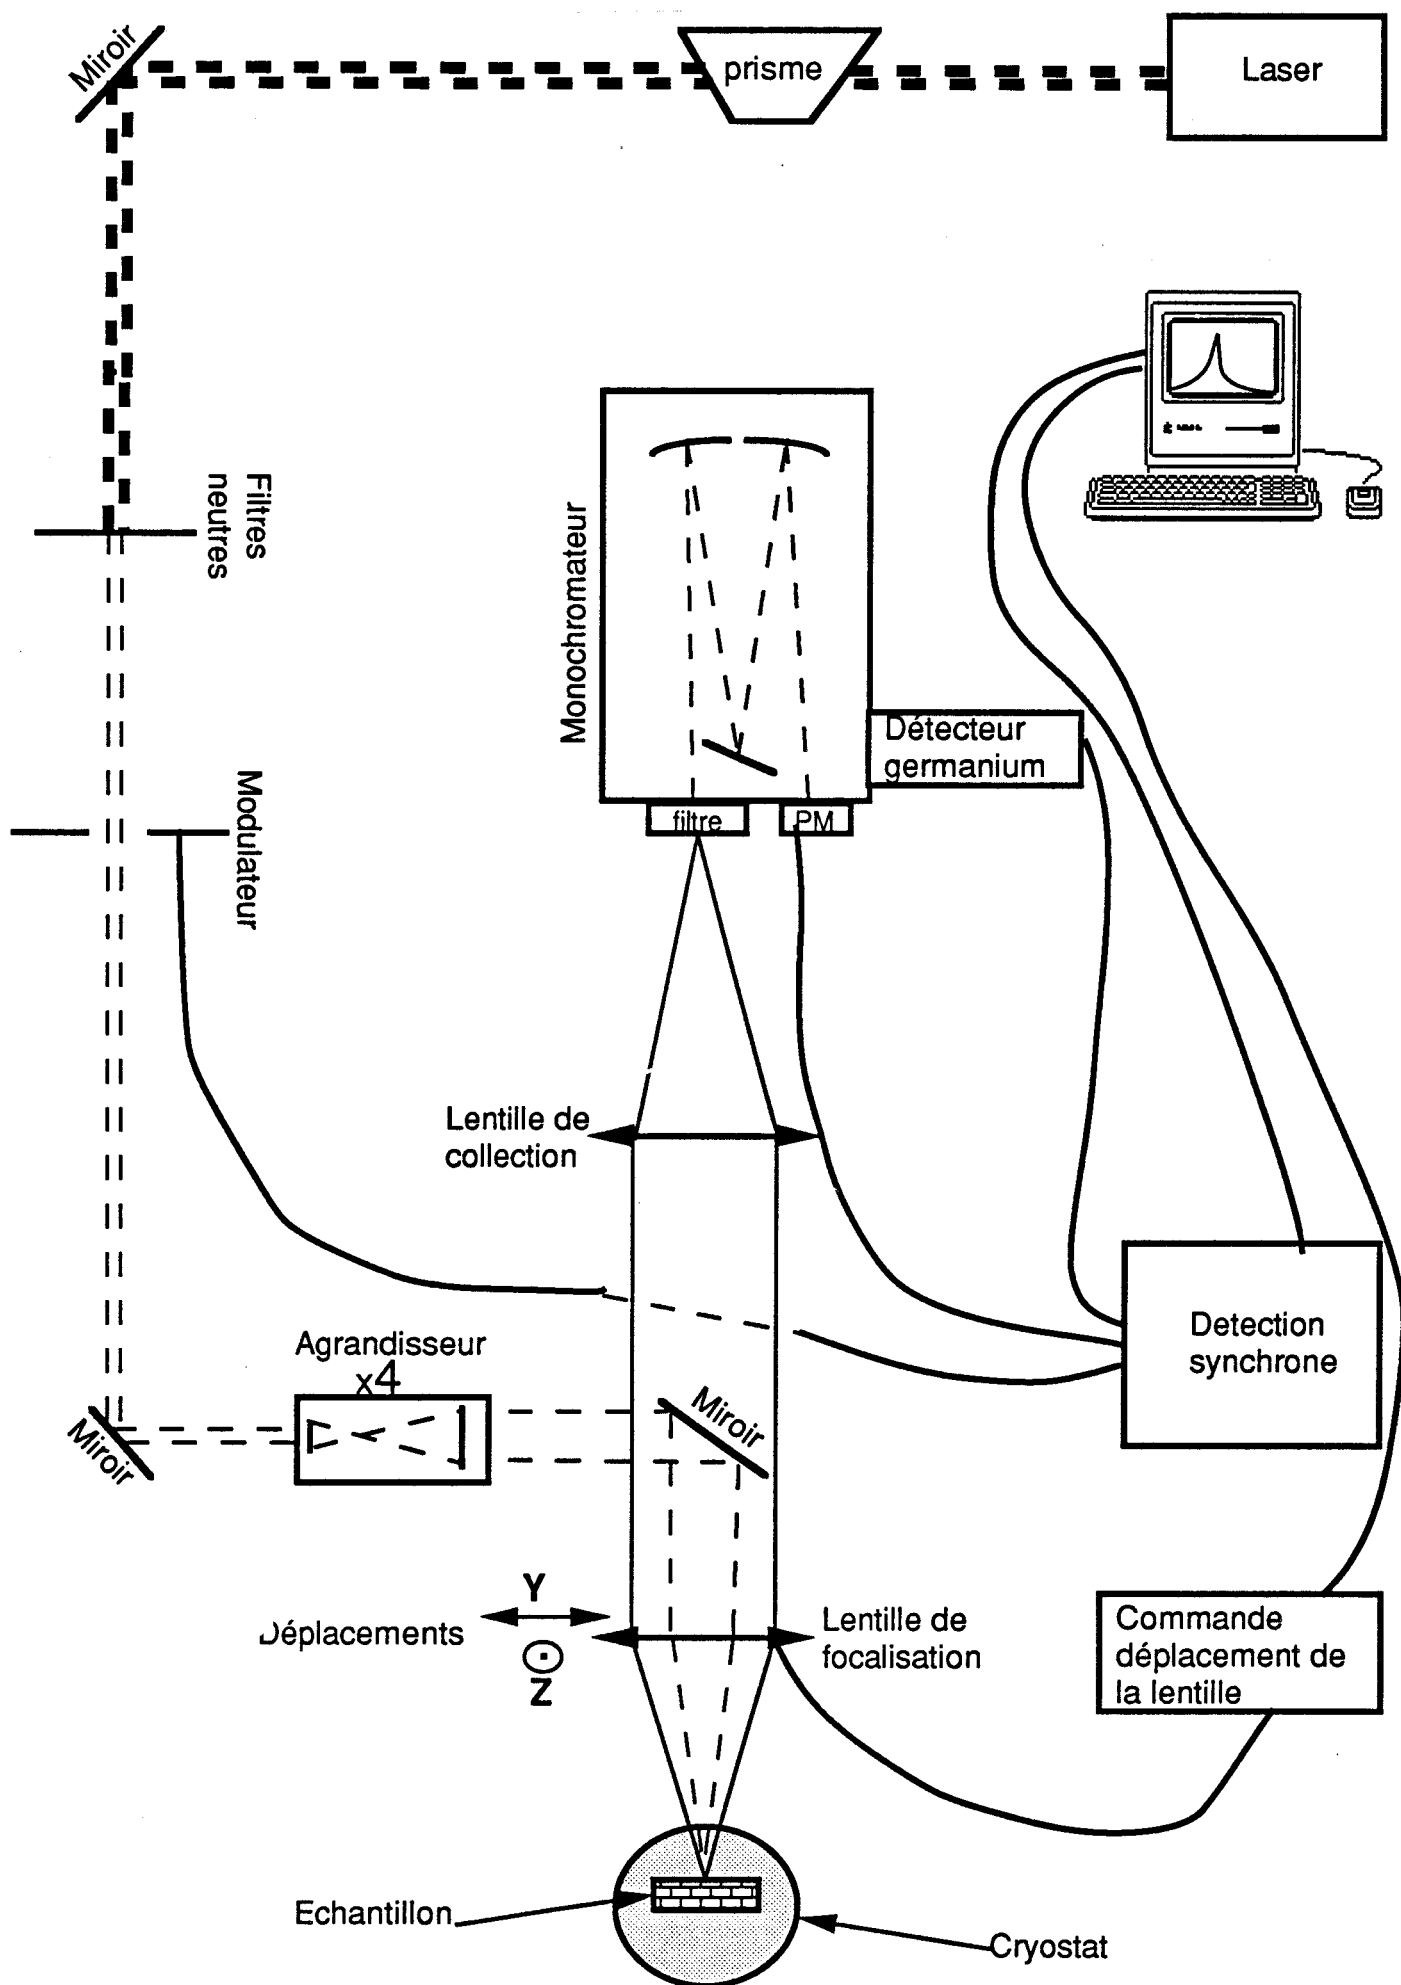 Miroir
prisme
Laser
Filtres
neutres
Monochromateur
Détecteur
germanium
filtre
PM
Modulateur
Lentille de
collection
Detection
synchrone
Agrandisseur
x4
Miroir
Miroir
Y
Déplacements
Z
Lentille de
focalisation
Commande
déplacement de
la lentille
Echantillon
Cryostat